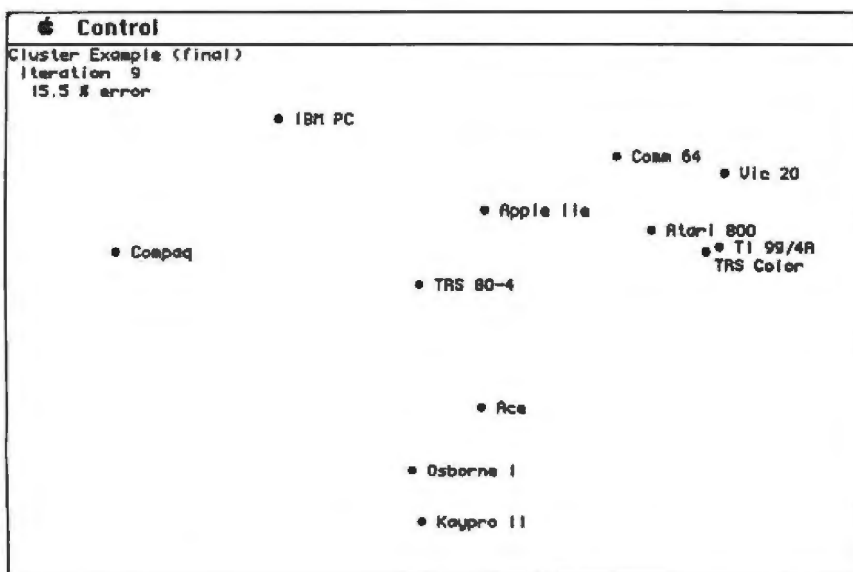 Control
Cluster Example (final)
Iteration 9
15.5 % error
IBM PC
Comm 64
Vic 20
Apple IIe
Atari 800
Compaq
TI 99/4A
TRS Color
TRS 80-4
Ace
Osborne I
Kaypro II